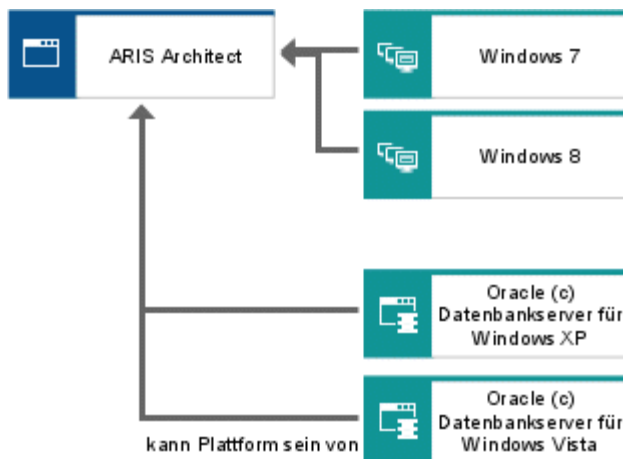 ARIS Architect
Windows 7
Windows 8
Oracle (c)
Datenbankserver für
Windows XP
Oracle (c)
Datenbankserver für
Windows Vista
kann Plattform sein von